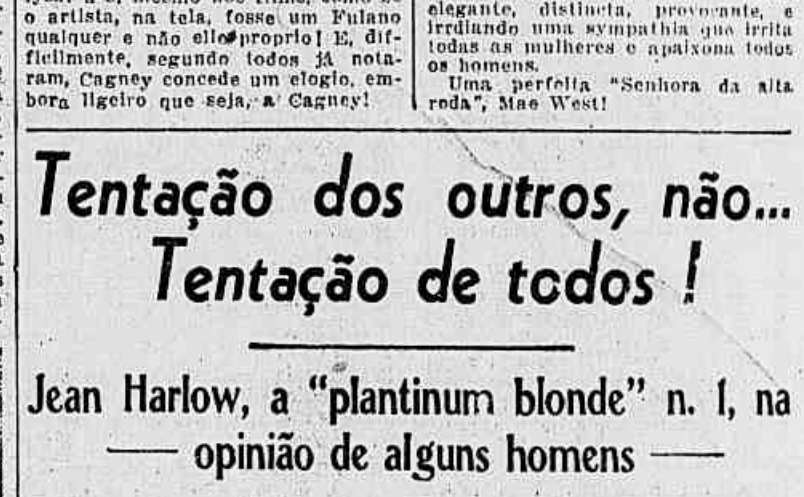 o artista, na tela, fosse um Fulano
qualquer e não elle proprio! E, dif-
ficilmente, segundo todos já nota-
ram, Cagney concede um elogio, em-
bora ligeiro que seja, a Cagney!
elegante, distincta, provocante, e
irrdiando uma sympathia que irrita
todas as mulheres e apaixona todos
os homens.
Uma perfeita "Senhora da alta
roda", Mae West!
Tentação dos outros, não...
Tentação de todos !
Jean Harlow, a "plantinum blonde" n. 1, na
opinião de alguns homens